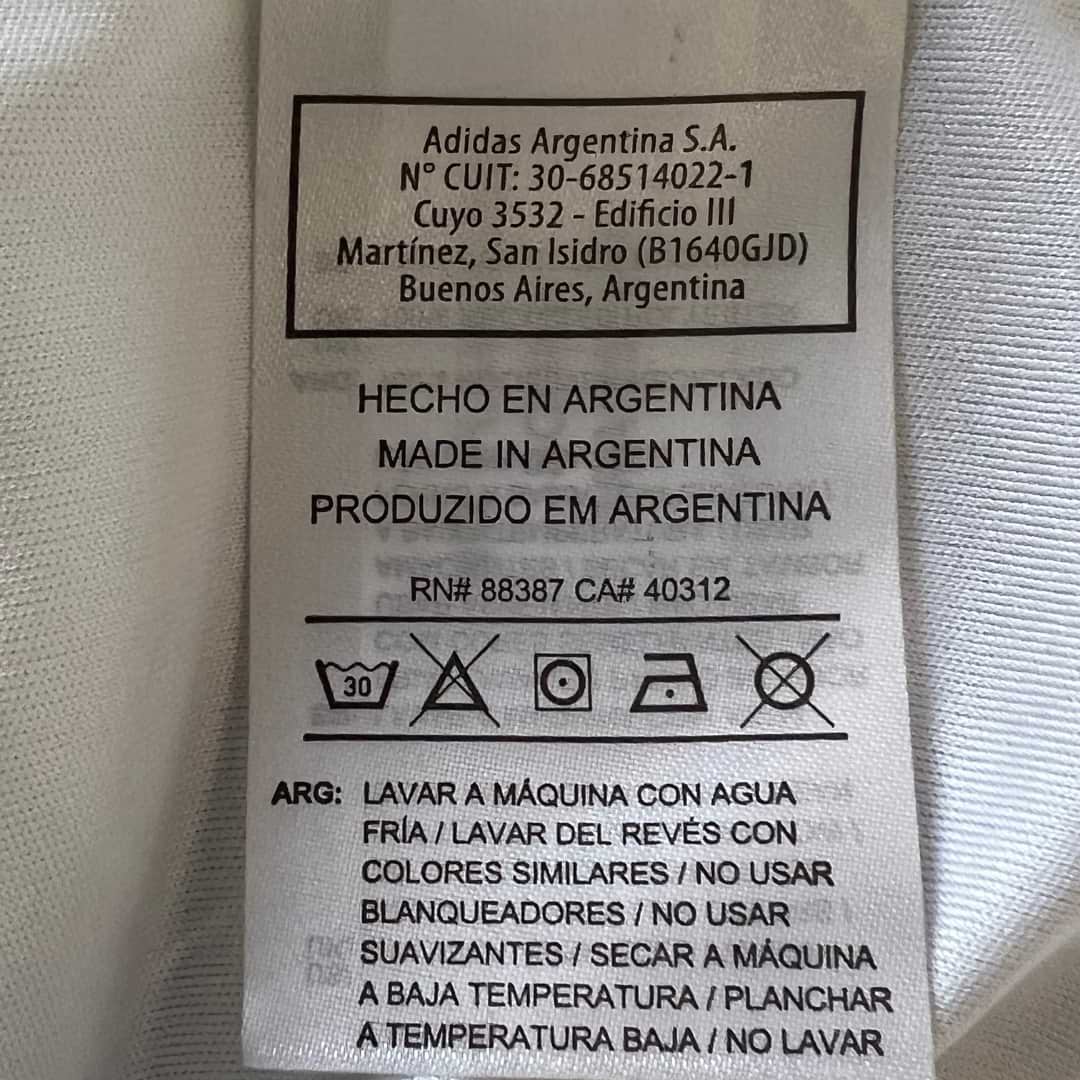 Adidas Argentina S.A.
N° CUIT: 30-68514022-1
Cuyo 3532 - Edificio III
Martínez, San Isidro (B1640GJD)
Buenos Aires, Argentina
HECHO EN ARGENTINA
MADE IN ARGENTINA
PRODUZIDO EM ARGENTINA
RN# 88387 CA# 40312
30
ARG: LAVAR A MÁQUINA CON AGUA
FRÍA / LAVAR DEL REVÉS CON
COLORES SIMILARES / NO USAR
BLANQUEADORES / NO USAR
SUAVIZANTES / SECAR A MÁQUINA
A BAJA TEMPERATURA / PLANCHAR
A TEMPERATURA BAJA / NO LAVAR